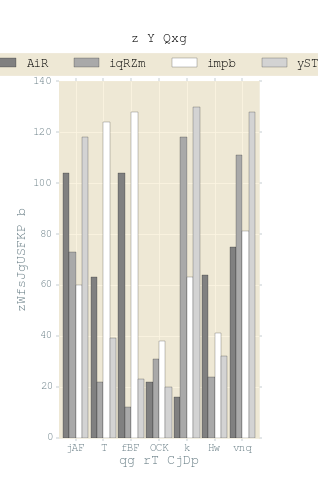 z Y Qxg
AiR iqRZm impb yST
140
120
100
80
60
40
20
0
zWfsJgUSFKP b
jAF T fBF OCK k Hw vnq
qg rT CjDp